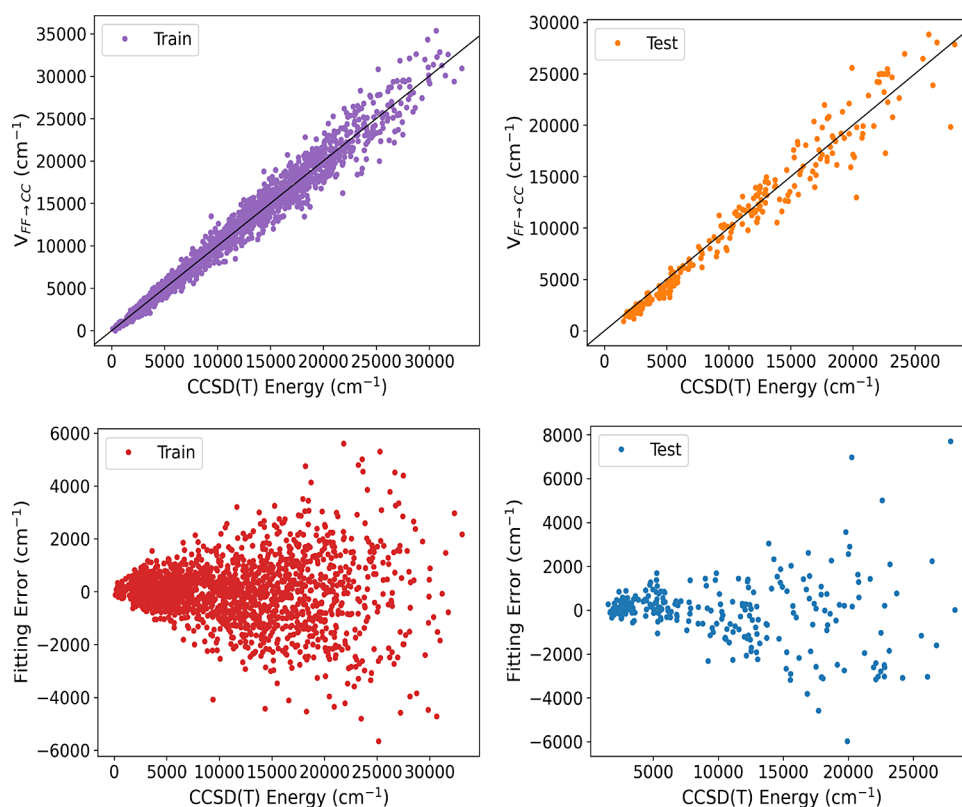 Train
35000
30000
25000
20000
15000
10000
5000
0
V_{FF→CC} (cm⁻¹)
0 5000 10000 15000 20000 25000 30000
CCSD(T) Energy (cm⁻¹)
Test
30000
25000
20000
15000
10000
5000
0
V_{FF→CC} (cm⁻¹)
0 5000 10000 15000 20000 25000
CCSD(T) Energy (cm⁻¹)
Train
6000
4000
2000
0
−2000
−4000
−6000
Fitting Error (cm⁻¹)
0 5000 10000 15000 20000 25000 30000
CCSD(T) Energy (cm⁻¹)
Test
8000
6000
4000
2000
0
−2000
−4000
−6000
Fitting Error (cm⁻¹)
5000 10000 15000 20000 25000
CCSD(T) Energy (cm⁻¹)